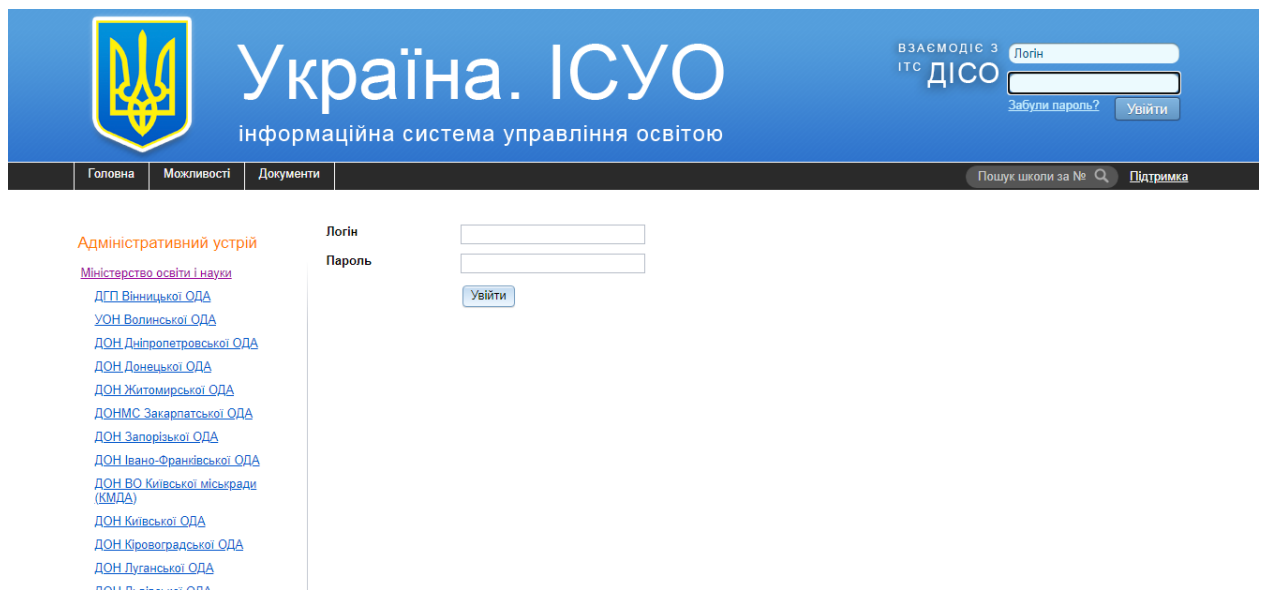 Україна. ІСУО
інформаційна система управління освітою
ВЗАЄМОДІЄ З
ІТС ДІСО
Логін
Забули пароль?
Увійти
Головна
Можливості
Документи
Пошук школи за №
Підтримка
Адміністративний устрій
Міністерство освіти і науки
ДГП Вінницької ОДА
УОН Волинської ОДА
ДОН Дніпропетровської ОДА
ДОН Донецької ОДА
ДОН Житомирської ОДА
ДОНМС Закарпатської ОДА
ДОН Запорізької ОДА
ДОН Івано-Франківської ОДА
ДОН ВО Київської міськради
(КМДА)
ДОН Київської ОДА
ДОН Кіровоградської ОДА
ДОН Луганської ОДА
Логін
Пароль
Увійти